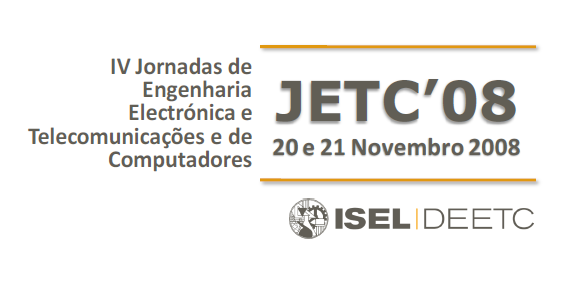 IV Jornadas de
Engenharia
Electrónica e
Telecomunicações e de
Computadores
JETC’08
20 e 21 Novembro 2008
ISEL|DEETC